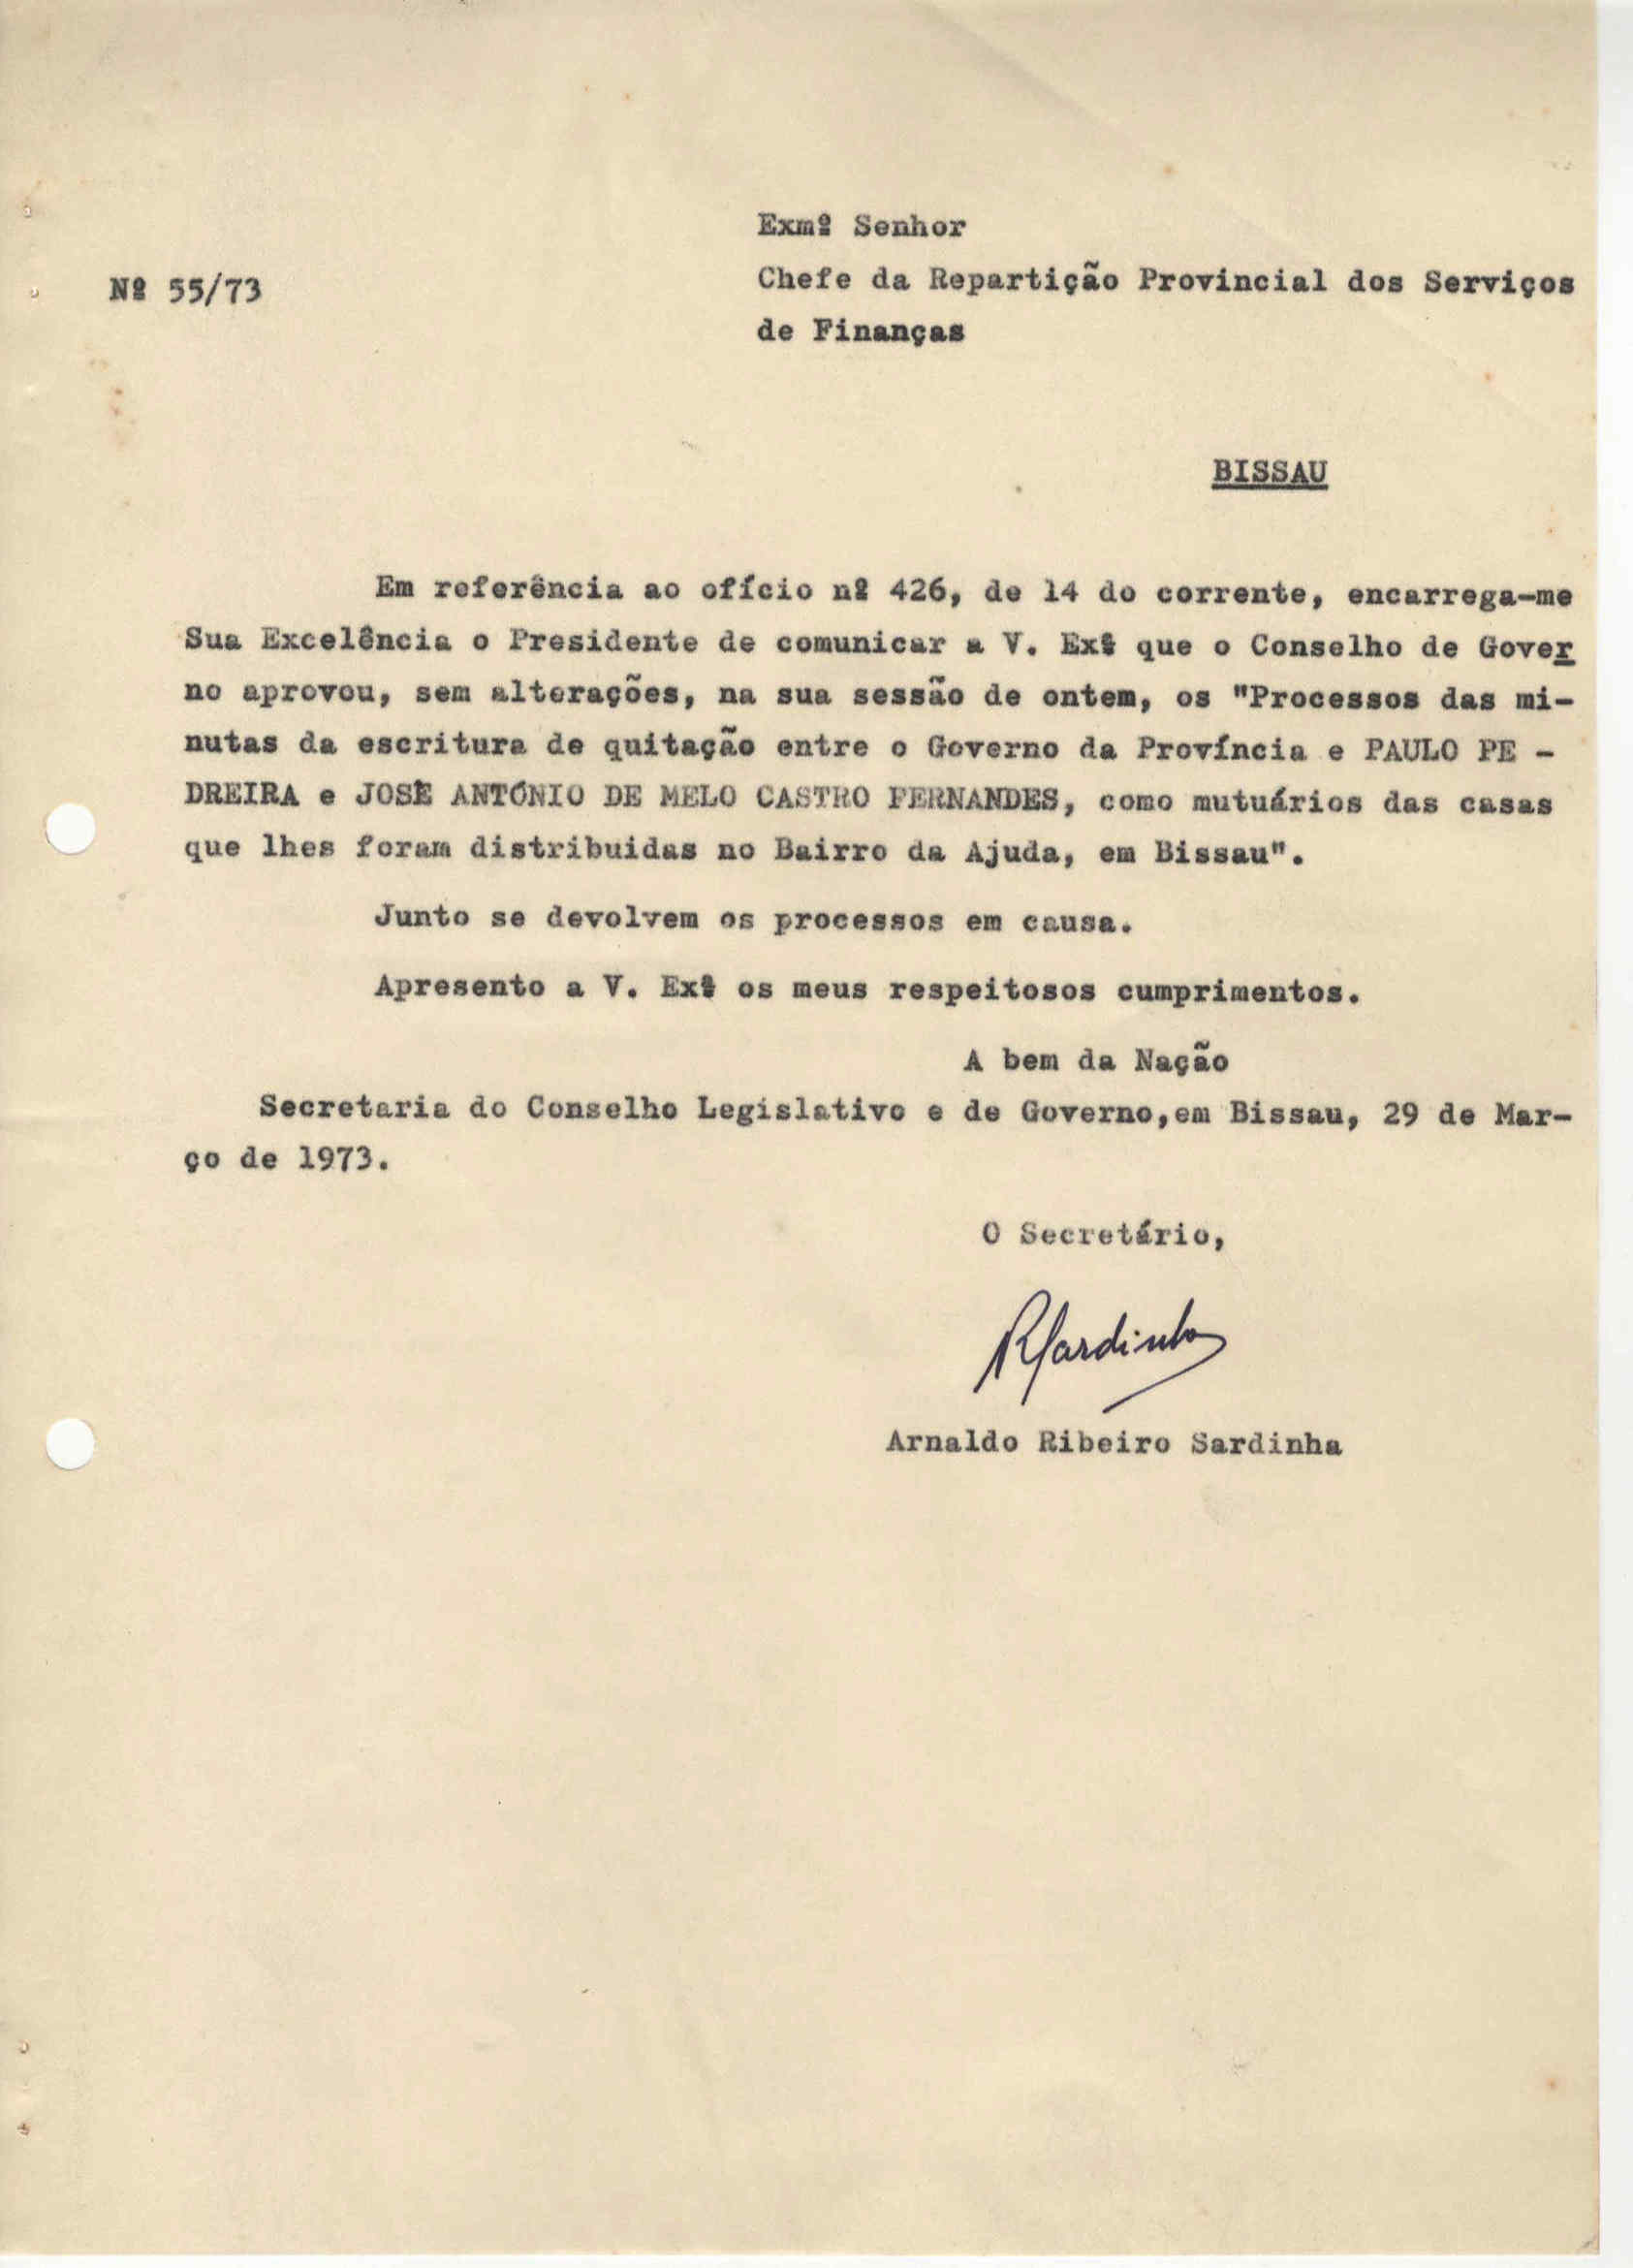 Exmº Senhor
Nº 55/73
Chefe da Repartição Provincial dos Serviços
de Finanças
BISSAU
Em referência ao ofício nº 426, de 14 do corrente, encarrega-me
Sua Excelência o Presidente de comunicar a V. Exª que o Conselho de Gover
no aprovou, sem alterações, na sua sessão de ontem, os "Processos das mi-
nutas da escritura de quitação entre o Governo da Província e PAULO PE -
DREIRA e JOSÉ ANTÓNIO DE MELO CASTRO FERNANDES, como mutuários das casas
que lhes foram distribuidas no Bairro da Ajuda, em Bissau".
Junto se devolvem os processos em causa.
Apresento a V. Exª os meus respeitosos cumprimentos.
A bem da Nação
Secretaria do Conselho Legislativo e de Governo,em Bissau, 29 de Mar-
ço de 1973.
O Secretário,
RSardinha
Arnaldo Ribeiro Sardinha